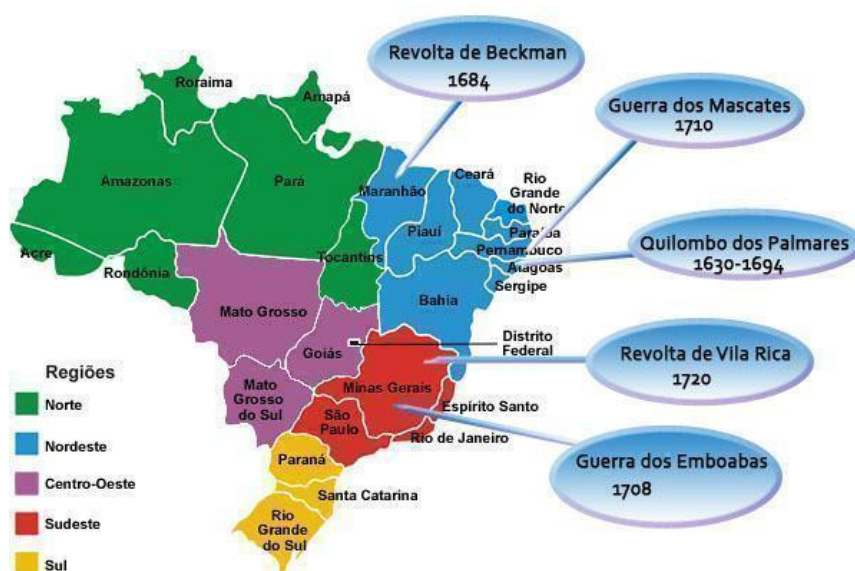 Revolta de Beckman
1684
Guerra dos Mascates
1710
Quilombo dos Palmares
1630-1694
Revolta de Vila Rica
1720
Guerra dos Emboabas
1708
Roraima
Amapá
Amazonas
Pará
Maranhão
Ceará
Rio
Grande
do Norte
Piauí
Paraíba
Pernambuco
Acre
Rondônia
Tocantins
Alagoas
Sergipe
Bahia
Mato Grosso
Goiás
Distrito
Federal
Mato
Grosso
do Sul
Minas Gerais
Espírito Santo
São
Paulo
Rio de Janeiro
Paraná
Santa Catarina
Rio
Grande
do Sul
Regiões
Norte
Nordeste
Centro-Oeste
Sudeste
Sul